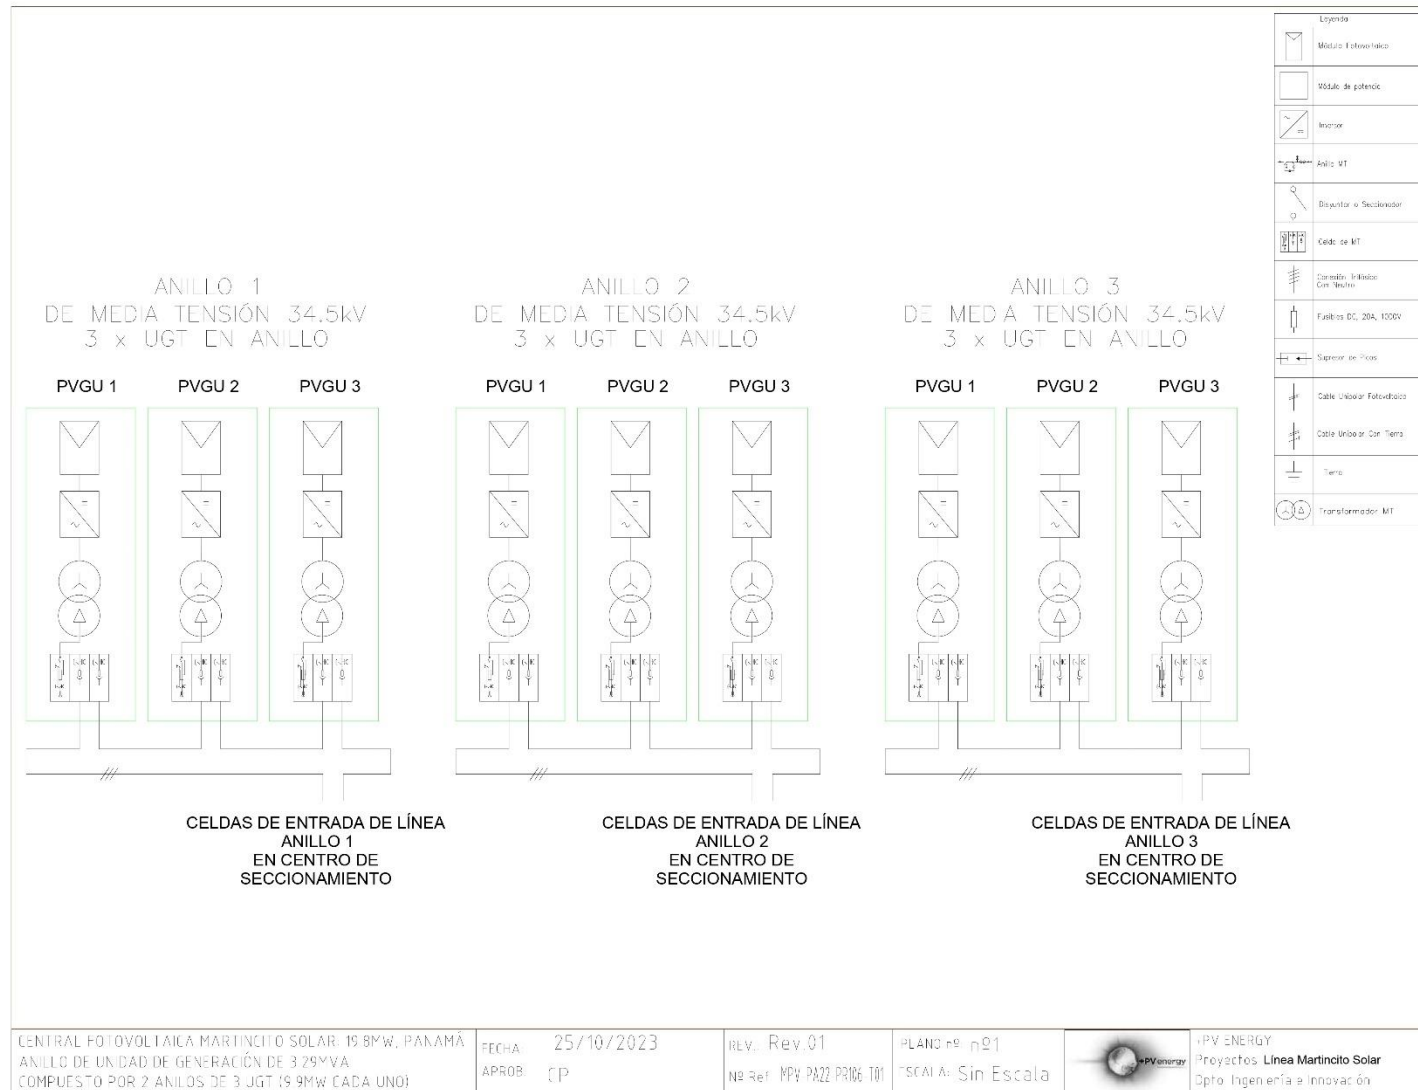 Leyenda
Módulo Fotovoltaico
Módulo de potencia
Inversor
Anillo MT
Disyuntor o Seccionador
Celda de MT
Conexión Trifásica
Con Neutro
Fusibles DC, 20A, 1000V
Supresor de Picos
Cable Unipolar Fotovoltaico
Cable Unipolar Con Tierra
Tierra
Transformador MT
ANILLO 1
DE MEDIA TENSIÓN 34.5kV
3 x UGT EN ANILLO
PVGU 1 PVGU 2 PVGU 3
ANILLO 2
DE MEDIA TENSIÓN 34.5kV
3 x UGT EN ANILLO
PVGU 1 PVGU 2 PVGU 3
ANILLO 3
DE MEDIA TENSIÓN 34.5kV
3 x UGT EN ANILLO
PVGU 1 PVGU 2 PVGU 3
CELDAS DE ENTRADA DE LÍNEA
ANILLO 1
EN CENTRO DE
SECCIONAMIENTO
CELDAS DE ENTRADA DE LÍNEA
ANILLO 2
EN CENTRO DE
SECCIONAMIENTO
CELDAS DE ENTRADA DE LÍNEA
ANILLO 3
EN CENTRO DE
SECCIONAMIENTO
CENTRAL FOTOVOLTAICA MARTINCITO SOLAR: 19.8MW, PANAMÁ
ANILLO DE UNIDAD DE GENERACIÓN DE 3.29MVA
COMPUESTO POR 2 ANILOS DE 3 UGT (9.9MW CADA UNO)
FECHA 25/10/2023
APROB. CP
REV.: Rev.01
Nº Ref: MPV PA22 PR106 T01
PLANO nº nº1
ESCALA: Sin Escala
+PVenergy
+PV ENERGY
Proyectos Línea Martincito Solar
Dpto Ingeniería e Innovación